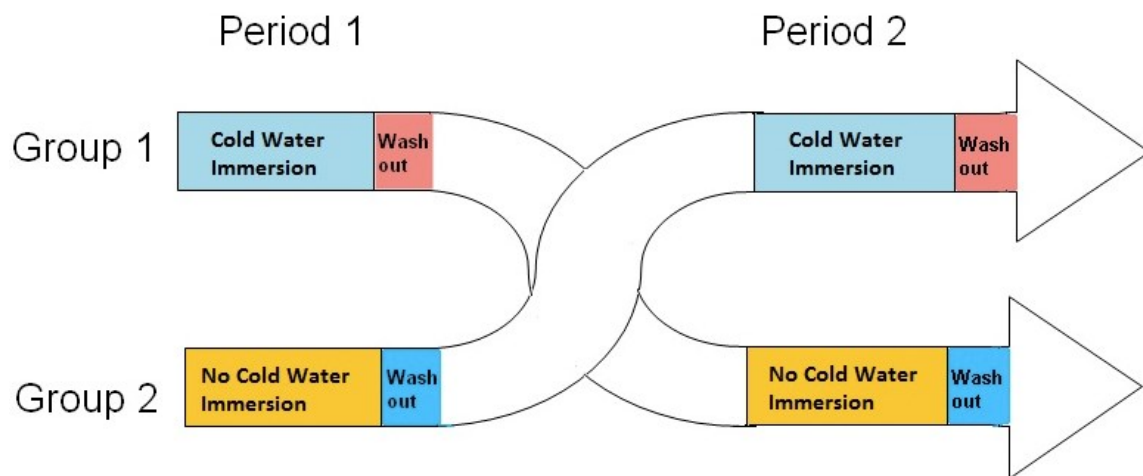 Period 1
Period 2
Group 1
Cold Water
Immersion
Wash
out
Cold Water
Immersion
Wash
out
Group 2
No Cold Water
Immersion
Wash
out
No Cold Water
Immersion
Wash
out